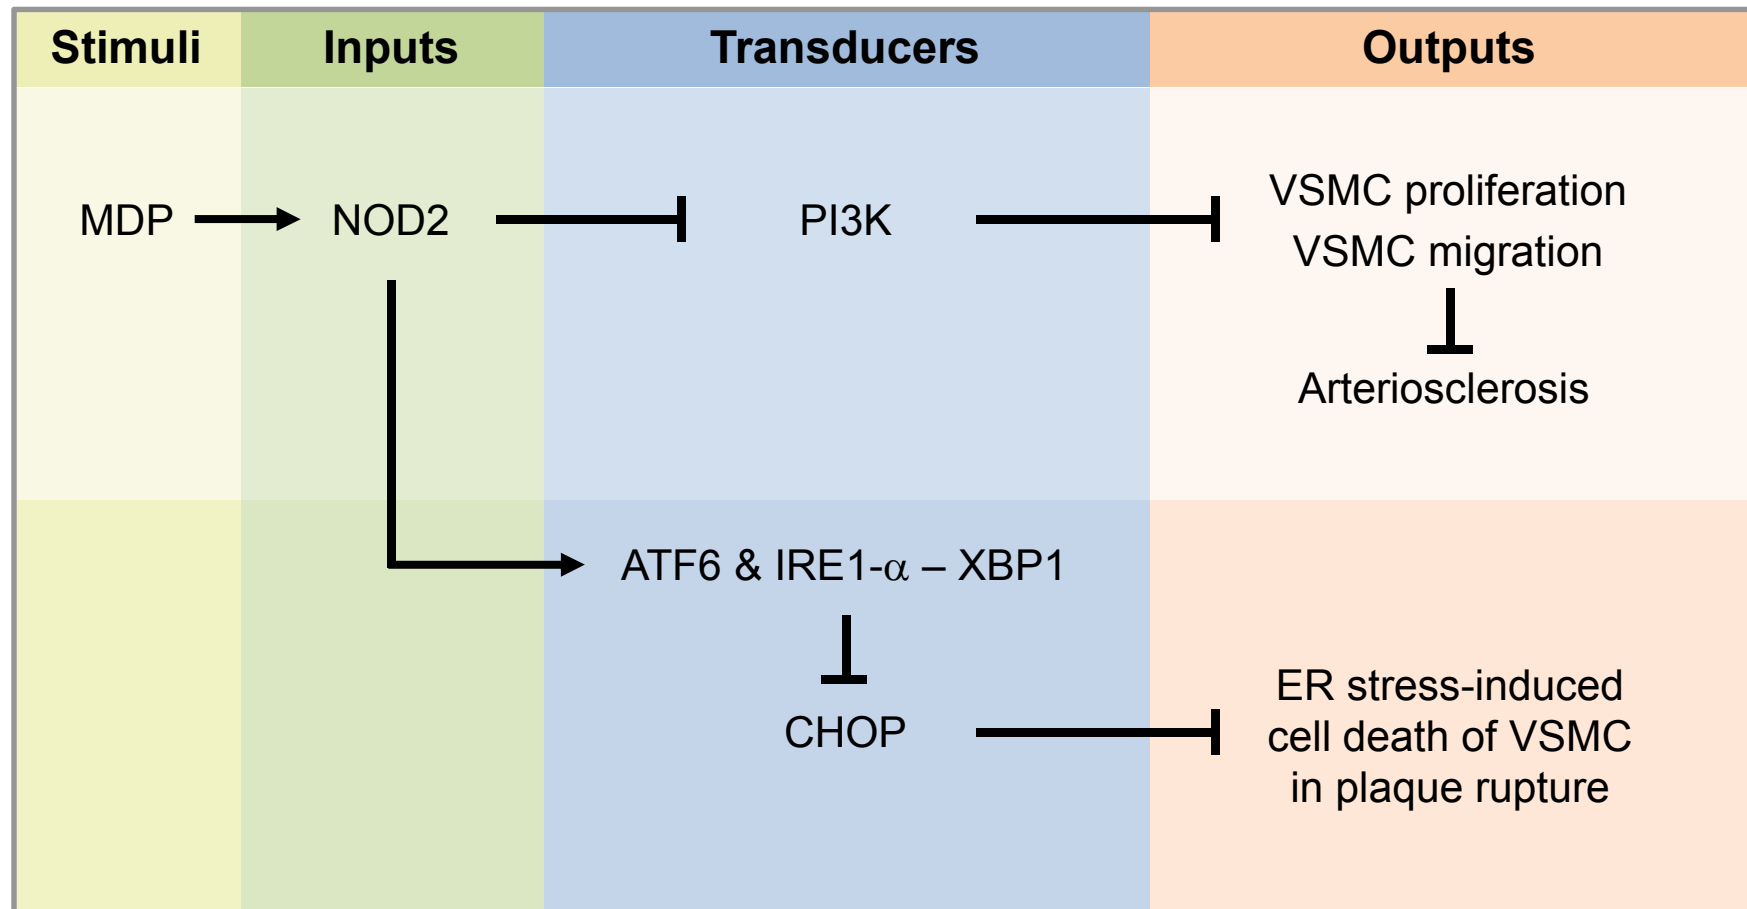 Stimuli Inputs Transducers Outputs
MDP NOD2 PI3K
VSMC proliferation
VSMC migration
Arteriosclerosis
ATF6 & IRE1-α – XBP1
CHOP
ER stress-induced
cell death of VSMC
in plaque rupture